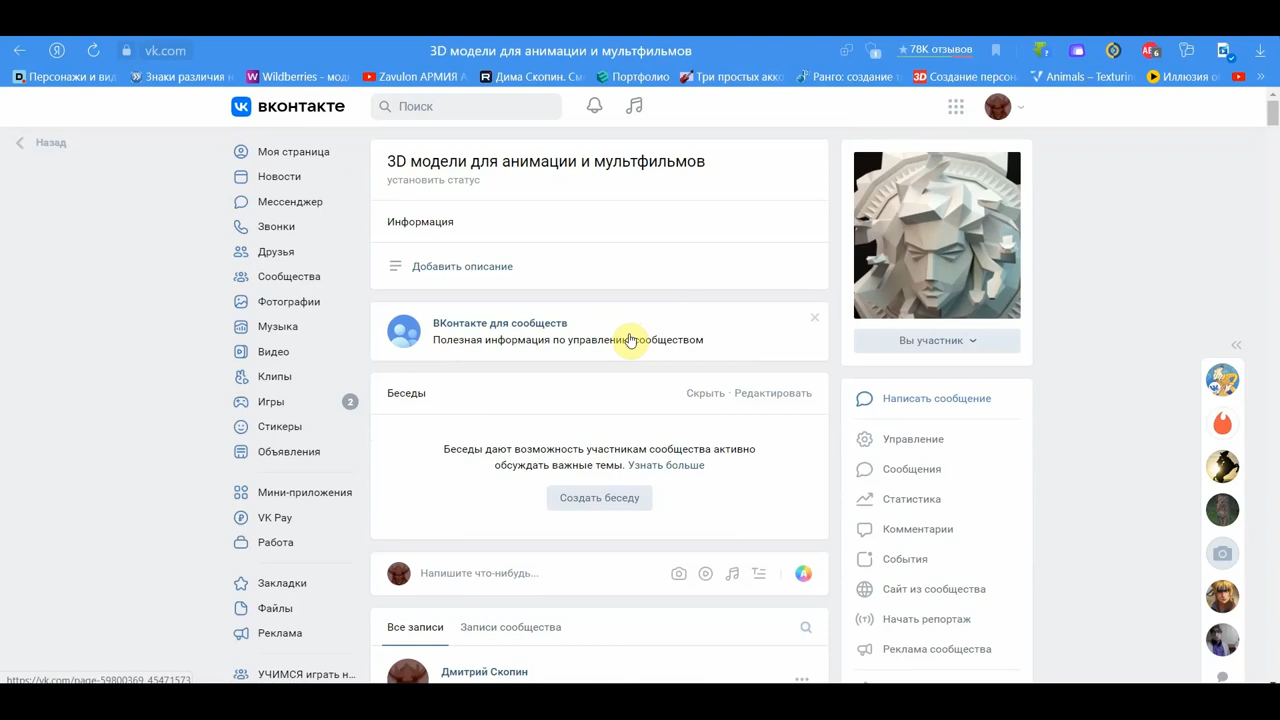 vk.com
3D модели для анимации и мультфильмов
78K отзывов
Персонажи и вид
Знаки различия н
Wildberries – мод
Zavulon АРМИЯ А
Дима Скопин. См
Портфолио
Три простых акко
Ранго: создание т
3D Создание персон
Animals – Texturin
Иллюзия о
вконтакте
Поиск
Назад
Моя страница
Новости
Мессенджер
Звонки
Друзья
Сообщества
Фотографии
Музыка
Видео
Клипы
Игры
2
Стикеры
Объявления
Мини-приложения
VK Pay
Работа
Закладки
Файлы
Реклама
УЧИМСЯ играть н...
3D модели для анимации и мультфильмов
установить статус
Информация
Добавить описание
ВКонтакте для сообществ
Полезная информация по управлению сообществом
Беседы
Скрыть · Редактировать
Беседы дают возможность участникам сообщества активно
обсуждать важные темы. Узнать больше
Создать беседу
Напишите что-нибудь...
Все записи
Записи сообщества
Дмитрий Скопин
Вы участник
Написать сообщение
Управление
Сообщения
Статистика
Комментарии
События
Сайт из сообщества
Начать репортаж
Реклама сообщества
https://vk.com/page-59800369_45471573